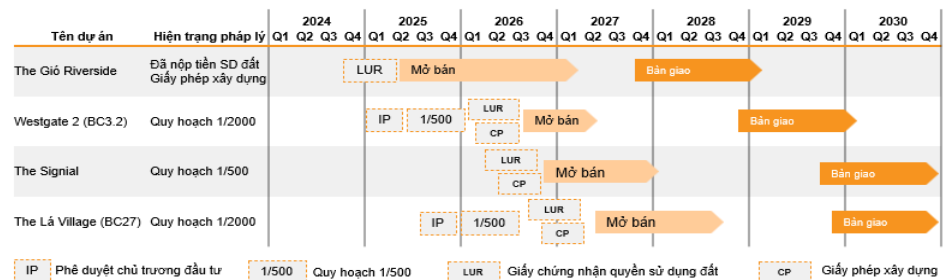 2024 2025 2026 2027 2028 2029 2030
Tên dự án Hiện trạng pháp lý Q1 Q2 Q3 Q4 Q1 Q2 Q3 Q4 Q1 Q2 Q3 Q4 Q1 Q2 Q3 Q4 Q1 Q2 Q3 Q4 Q1 Q2 Q3 Q4 Q1 Q2 Q3 Q4
The Gió Riverside Đã nộp tiền SD đất LUR Mở bán Bản giao
Giấy phép xây dựng
Westgate 2 (BC3.2) Quy hoạch 1/2000 IP 1/500 LUR Mở bán Bản giao
CP
The Signial Quy hoạch 1/500 LUR Mở bán Bản giao
CP
The Lá Village (BC27) Quy hoạch 1/2000 IP 1/500 LUR Mở bán Bản giao
CP
IP Phê duyệt chủ trương đầu tư 1/500 Quy hoạch 1/500 LUR Giấy chứng nhận quyền sử dụng đất CP Giấy phép xây dựng